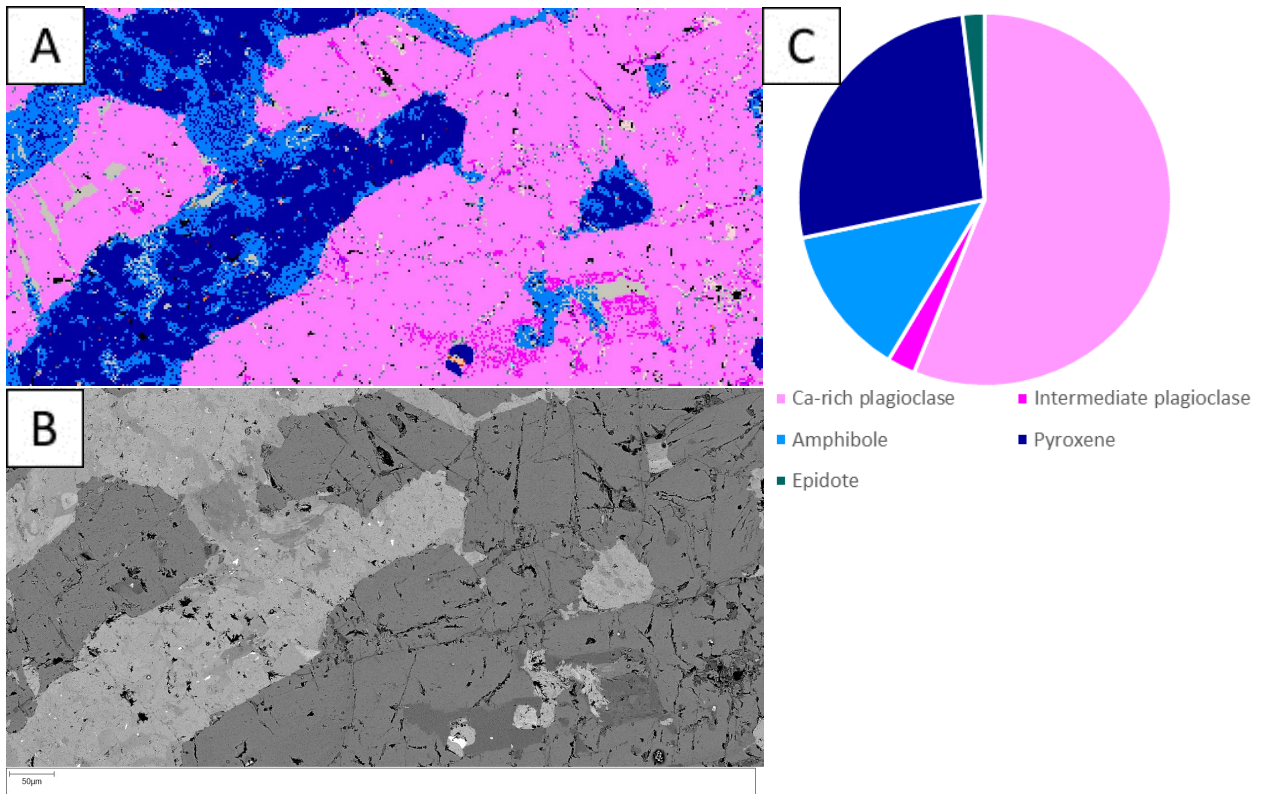 A
C
B
Ca-rich plagioclase
Intermediate plagioclase
Amphibole
Pyroxene
Epidote
50µm